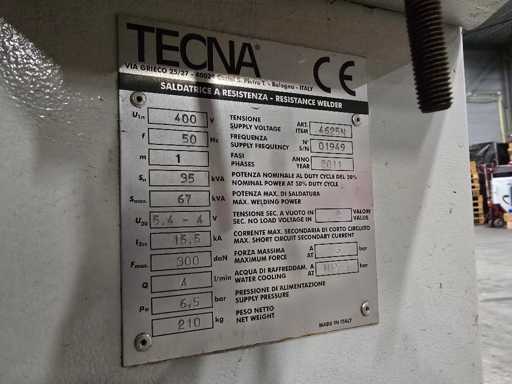 TECNA®
VIA GRIECO 25/27 - 40024 Castel S. Pietro T. - Bologna - ITALY
CE
SALDATRICE A RESISTENZA - RESISTANCE WELDER
U1n 400 V TENSIONE SUPPLY VOLTAGE ART. ITEM 4625N
f 50 Hz FREQUENZA SUPPLY FREQUENCY N° S/N 01949
m 1 FASI PHASES ANNO YEAR 2011
Sn 35 kVA POTENZA NOMINALE AL DUTY CYCLE DEL 50% NOMINAL POWER AT 50% DUTY CYCLE
Smax 67 kVA POTENZA MAX. DI SALDATURA MAX. WELDING POWER
U20 5.4 - 4 V TENSIONE SEC. A VUOTO IN SEC. NO LOAD VOLTAGE IN VALORI VALUES
I2cc 15,5 kA CORRENTE MAX. SECONDARIA DI CORTO CIRCUITO MAX. SHORT CIRCUIT SECONDARY CURRENT
Fmax 300 daN FORZA MASSIMA MAXIMUM FORCE A AT bar
Q 4 l/min ACQUA DI RAFFREDDAM. WATER COOLING A AT bar
6,5 bar PRESSIONE DI ALIMENTAZIONE SUPPLY PRESSURE
210 kg PESO NETTO NET WEIGHT
MADE IN ITALY